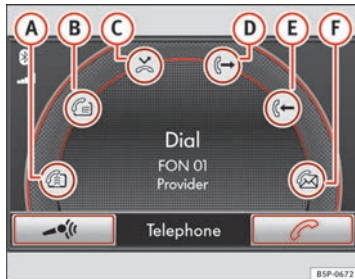 A B C D E F
Dial
FON 01
Provider
Telephone
B5P-0672